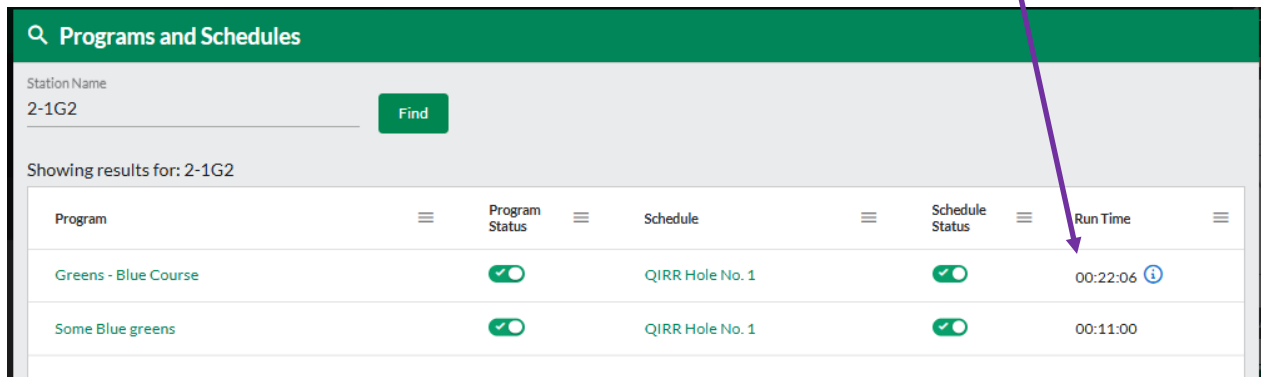 Programs and Schedules
Station Name
2-1G2
Find
Showing results for: 2-1G2
Program Program Status Schedule Schedule Status Run Time
Greens - Blue Course QIRR Hole No. 1 00:22:06
Some Blue greens QIRR Hole No. 1 00:11:00